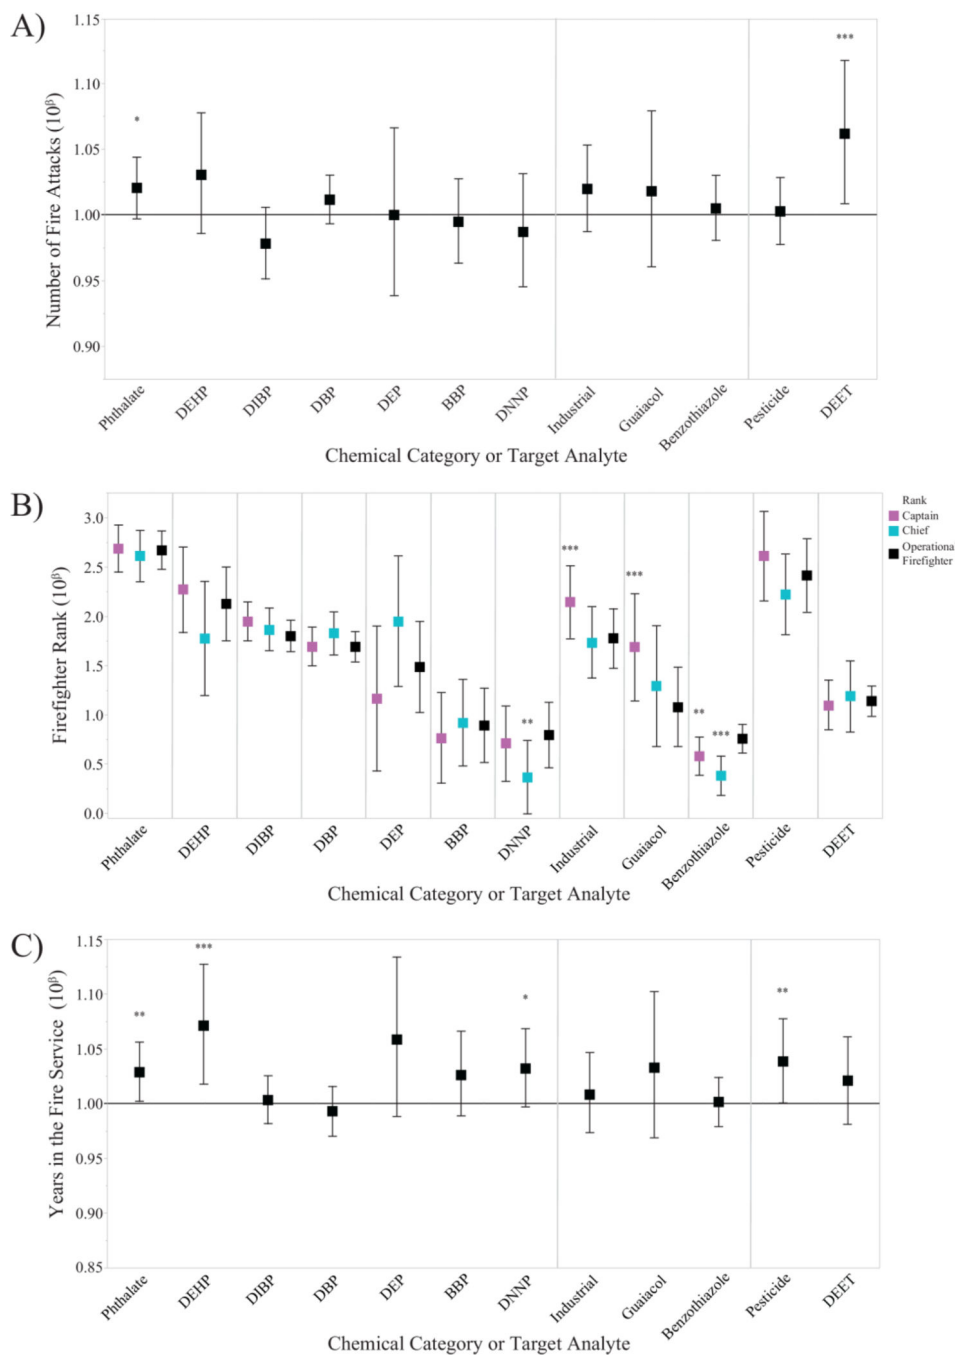 A)
1.15
1.10
1.05
1.00
0.95
0.90
Number of Fire Attacks (10^β)
*
***
Phthalate
DEHP
DIBP
DBP
DEP
BBP
DNNP
Industrial
Guaiacol
Benzothiazole
Pesticide
DEET
Chemical Category or Target Analyte
B)
3.0
2.5
2.0
1.5
1.0
0.5
0.0
Firefighter Rank (10^β)
**
***
***
**
***
Rank
Captain
Chief
Operationa
Firefighter
Phthalate
DEHP
DIBP
DBP
DEP
BBP
DNNP
Industrial
Guaiacol
Benzothiazole
Pesticide
DEET
Chemical Category or Target Analyte
C)
1.15
1.10
1.05
1.00
0.95
0.90
0.85
Years in the Fire Service (10^β)
**
***
*
**
Phthalate
DEHP
DIBP
DBP
DEP
BBP
DNNP
Industrial
Guaiacol
Benzothiazole
Pesticide
DEET
Chemical Category or Target Analyte